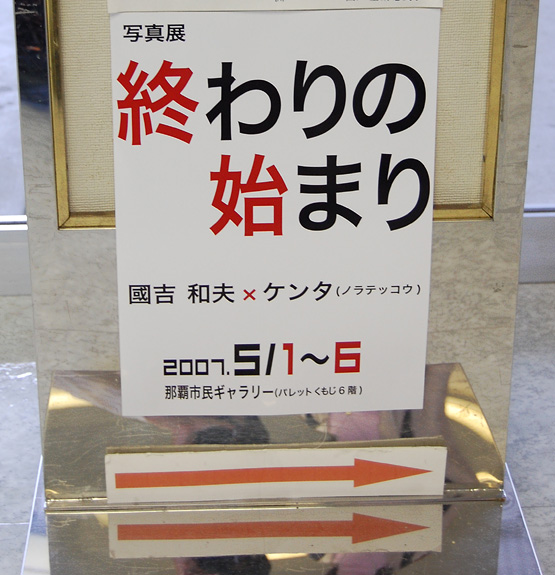 写真展
終わりの
始まり
國吉 和夫 × ケンタ(ノラテッコウ)
2007.5/1〜6
那覇市民ギャラリー(パレットくもじ6階)